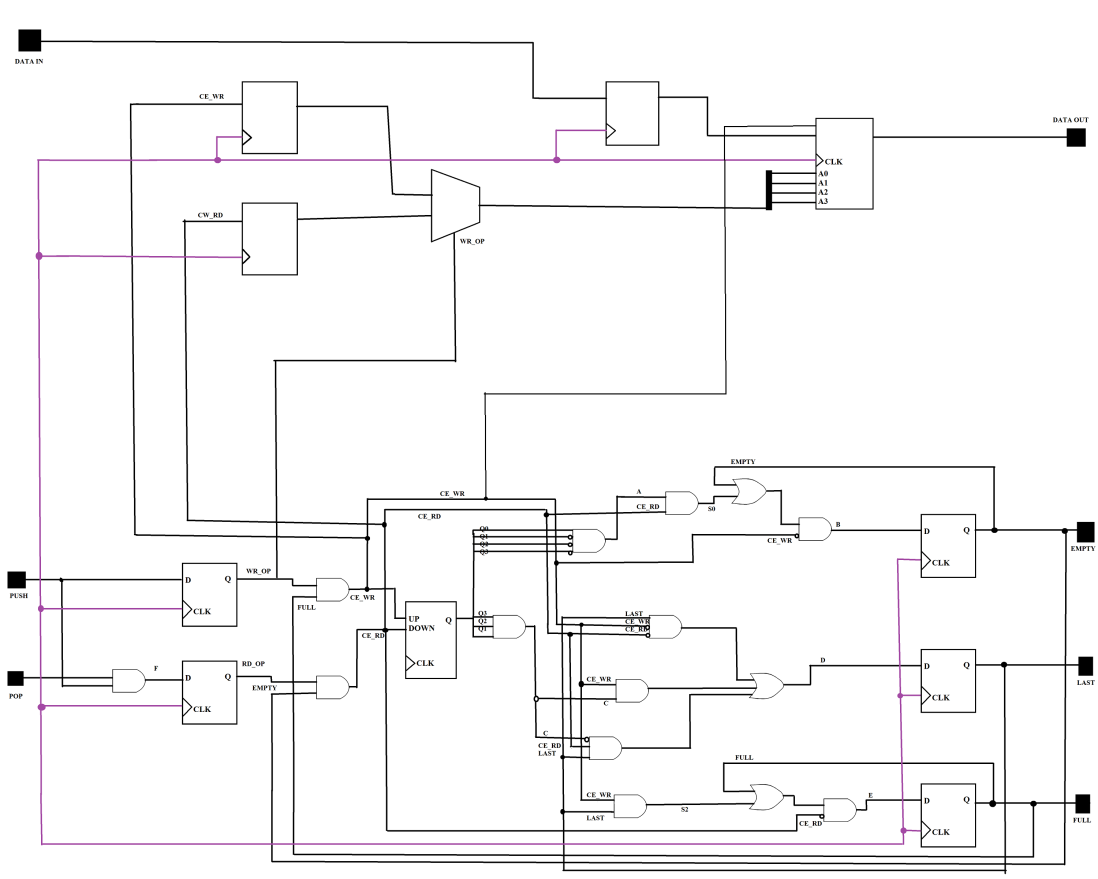 DATA IN
CE_WR
DATA OUT
CLK
A0
A1
A2
A3
CW_RD
WR_OP
EMPTY
CE_WR
CE_RD
A
CE_RD
S0
Q0
Q1
Q2
Q3
B
CE_WR
D
Q
CLK
EMPTY
WR_OP
D
Q
CLK
PUSH
FULL
CE_WR
UP
DOWN
Q
CLK
CE_RD
Q3
Q2
Q1
LAST
CE_WR
CE_RD
D
D
Q
CLK
LAST
F
RD_OP
D
Q
CLK
POP
EMPTY
CE_WR
C
C
CE_RD
LAST
FULL
CE_WR
LAST
S2
E
CE_RD
D
Q
CLK
FULL